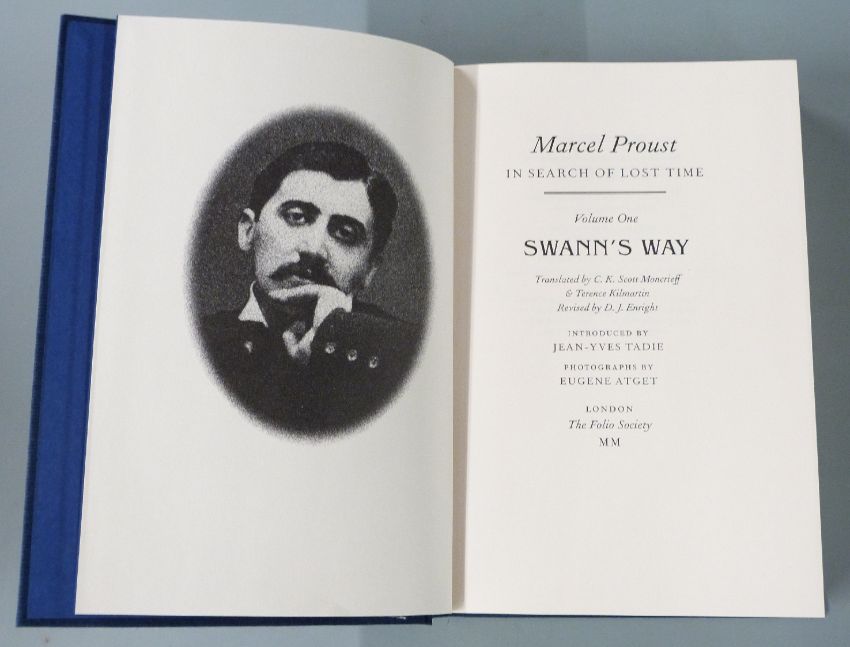 Marcel Proust
IN SEARCH OF LOST TIME
Volume One
SWANN'S WAY
Translated by C. K. Scott Moncrieff
& Terence Kilmartin
Revised by D. J. Enright
INTRODUCED BY
JEAN-YVES TADIE
PHOTOGRAPHS BY
EUGENE ATGET
LONDON
The Folio Society
MM